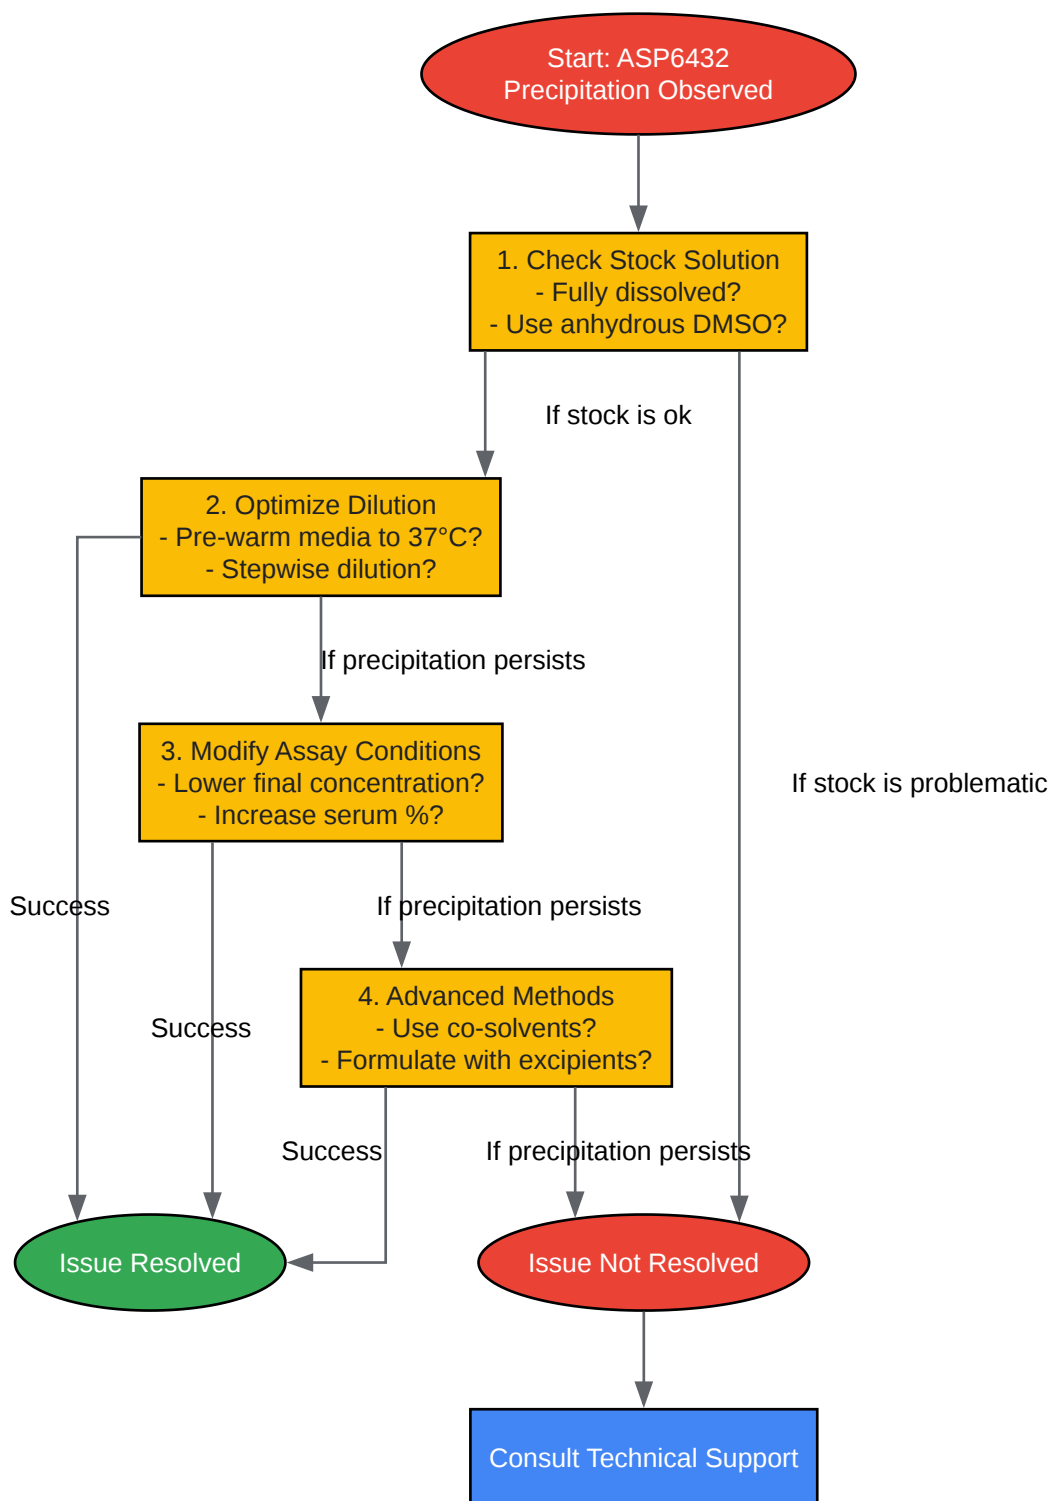 Start: ASP6432
Precipitation Observed
1. Check Stock Solution
- Fully dissolved?
- Use anhydrous DMSO?
If stock is ok
2. Optimize Dilution
- Pre-warm media to 37°C?
- Stepwise dilution?
If precipitation persists
3. Modify Assay Conditions
- Lower final concentration?
- Increase serum %?
If stock is problematic
Success
If precipitation persists
4. Advanced Methods
- Use co-solvents?
- Formulate with excipients?
Success
Success
If precipitation persists
Issue Resolved
Issue Not Resolved
Consult Technical Support